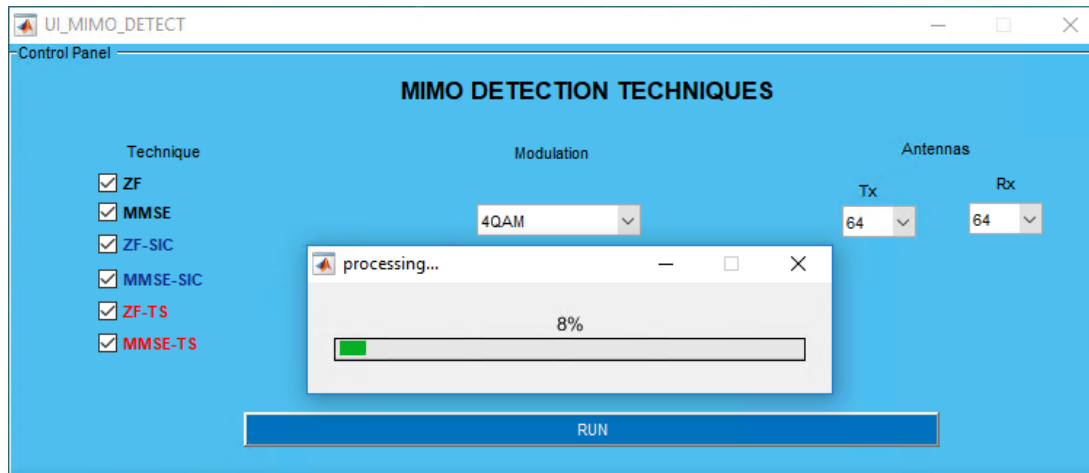 UI_MIMO_DETECT
Control Panel
MIMO DETECTION TECHNIQUES
Technique
Modulation
Antennas
ZF
Tx
Rx
MMSE
4QAM
64
64
ZF-SIC
processing...
MMSE-SIC
ZF-TS
8%
MMSE-TS
RUN